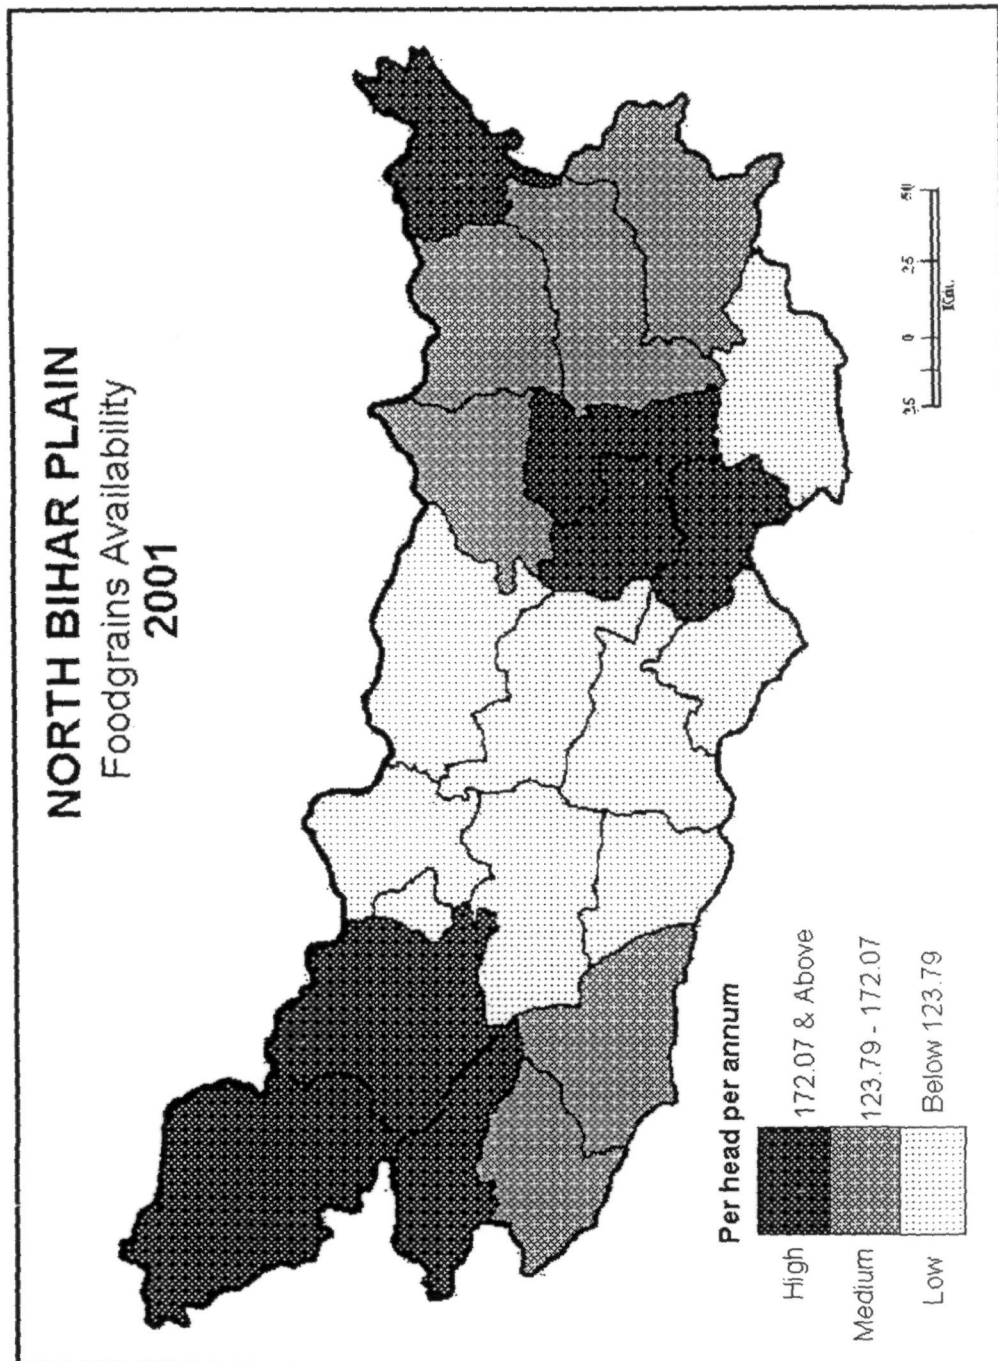 NORTH BIHAR PLAIN
Foodgrains Availability
2001
Per head per annum
High 172.07 & Above
Medium 123.79 - 172.07
Low Below 123.79
25 0 25 50
Km.